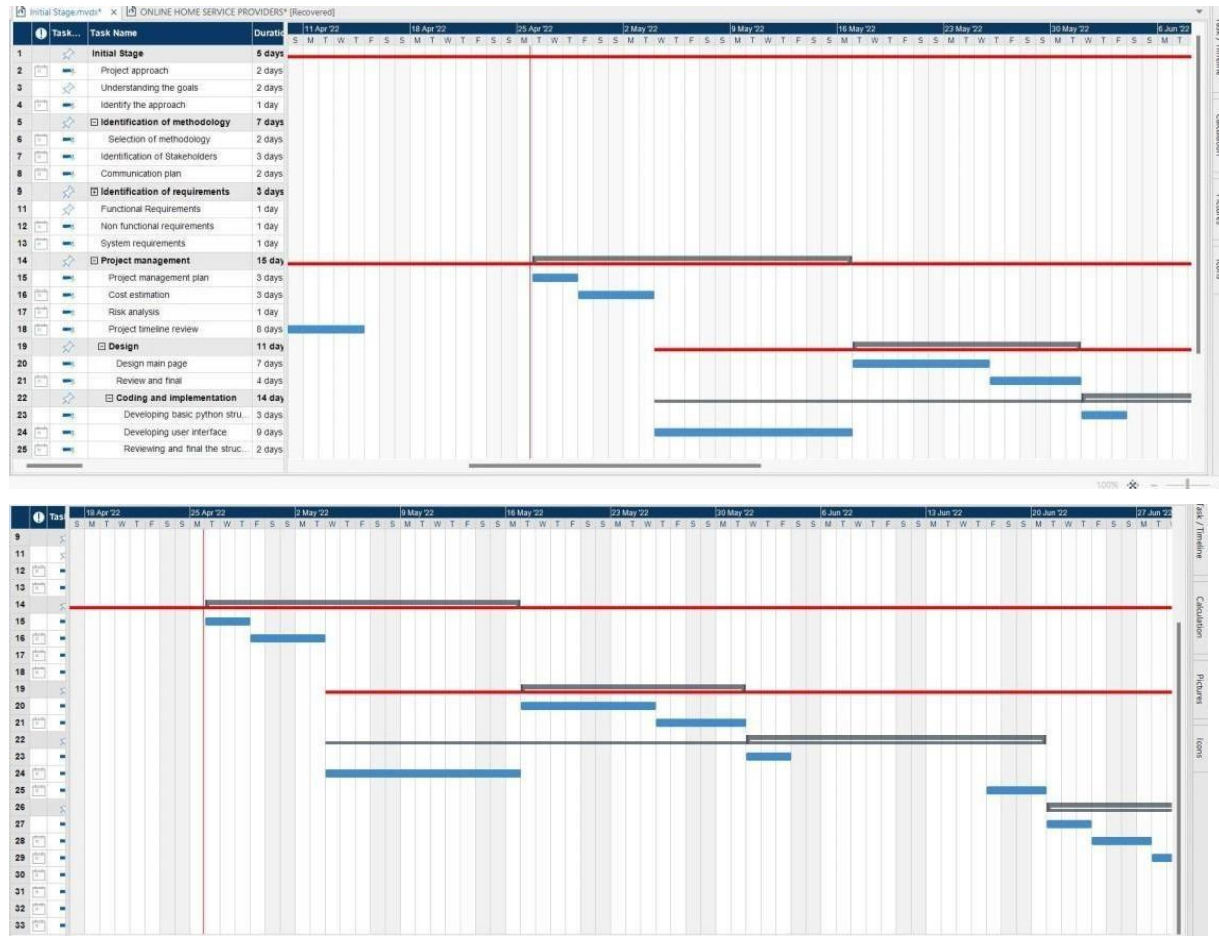 Initial Stage.mvds* × ONLINE HOME SERVICE PROVIDERS* [Recovered]
Task... Task Name Duratio 11 Apr '22 18 Apr '22 25 Apr '22 2 May '22 9 May '22 16 May '22 23 May '22 30 May '22 6 Jun '22
S M T W T F S S M T W T F S S M T W T F S S M T W T F S S M T W T F S S M T W T F S S M T W T F S S M T W T F S S M T
1 Initial Stage 5 days
2 Project approach 2 days
3 Understanding the goals 2 days
4 Identify the approach 1 day
5 Identification of methodology 7 days
6 Selection of methodology 2 days
7 Identification of Stakeholders 3 days
8 Communication plan 2 days
9 Identification of requirements 3 days
11 Functional Requirements 1 day
12 Non functional requirements 1 day
13 System requirements 1 day
14 Project management 15 day
15 Project management plan 3 days
16 Cost estimation 3 days
17 Risk analysis 1 day
18 Project timeline review 8 days
19 Design 11 day
20 Design main page 7 days
21 Review and final 4 days
22 Coding and implementation 14 day
23 Developing basic python stru... 3 days
24 Developing user interface 9 days
25 Reviewing and final the struc... 2 days
100%
Task 18 Apr '22 25 Apr '22 2 May '22 9 May '22 16 May '22 23 May '22 30 May '22 6 Jun '22 13 Jun '22 20 Jun '22 27 Jun '22
S M T W T F S S M T W T F S S M T W T F S S M T W T F S S M T W T F S S M T W T F S S M T W T F S S M T W T F S S M T W T F S S M T W T F S S M T
9
11
12
13
14
15
16
17
18
19
20
21
22
23
24
25
26
27
28
29
30
31
32
33
Task / Timeline
Calculation
Pictures
Icons